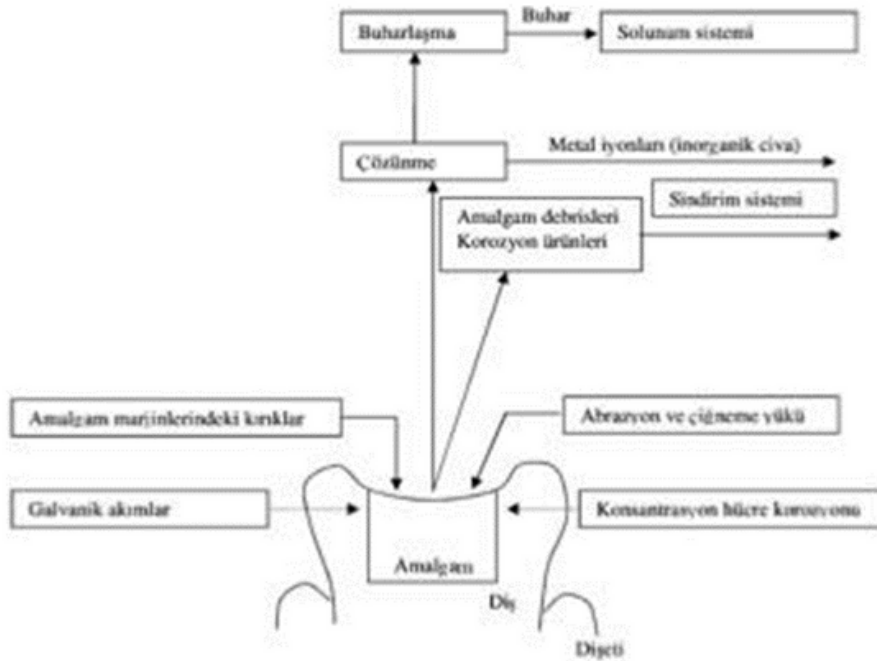 Buharlaşma
Buhar
Solunum sistemi
Çözünme
Metal iyonları (inorganik civa)
Sindirim sistemi
Amalgam debrisleri
Korozyon ürünleri
Amalgam marjinlerindeki kırıklar
Abrazyon ve çiğneme yükü
Galvanik akımlar
Konsantrasyon hücre korozyonu
Amalgam
Diş
Dişeti